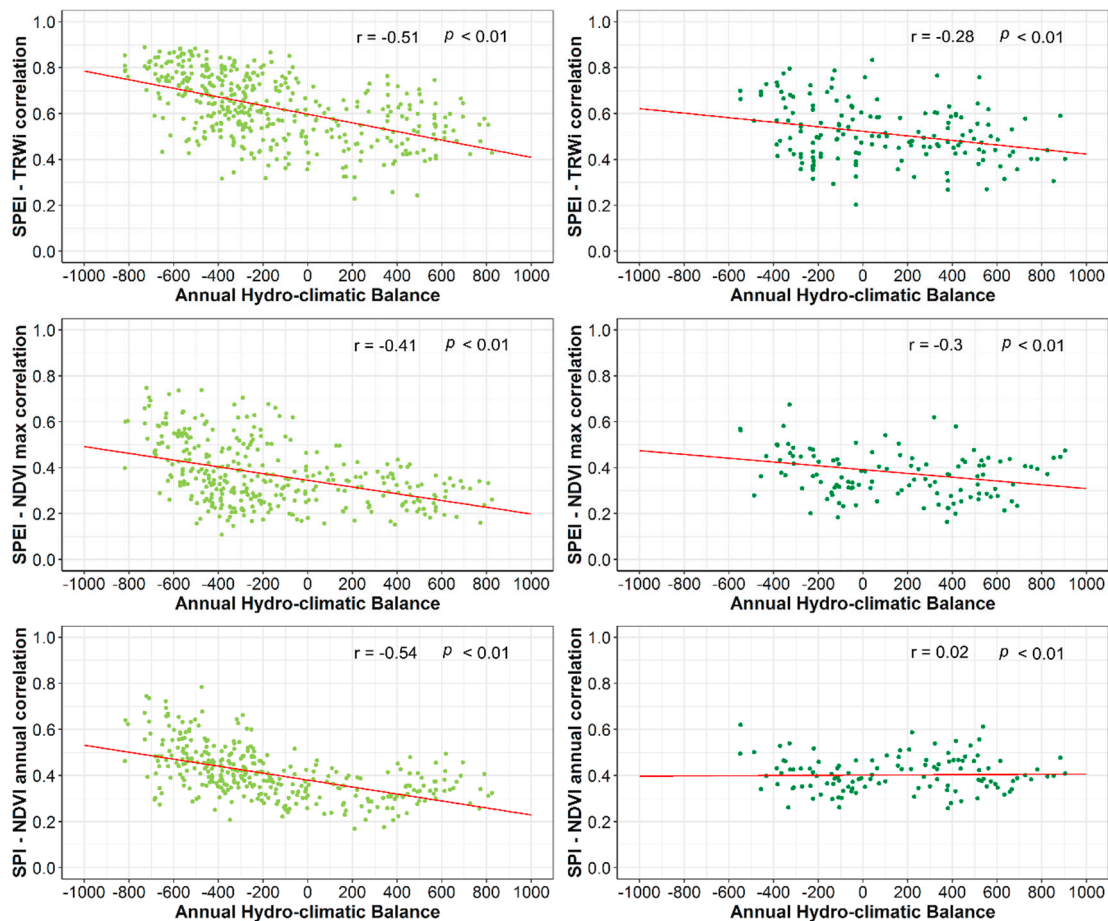 r = -0.51 p < 0.01
SPEI - TRWi correlation
1.0
0.8
0.6
0.4
0.2
0.0
-1000 -800 -600 -400 -200 0 200 400 600 800 1000
Annual Hydro-climatic Balance
r = -0.28 p < 0.01
SPEI - TRWi correlation
1.0
0.8
0.6
0.4
0.2
0.0
-1000 -800 -600 -400 -200 0 200 400 600 800 1000
Annual Hydro-climatic Balance
r = -0.41 p < 0.01
SPEI - NDVI max correlation
1.0
0.8
0.6
0.4
0.2
0.0
-1000 -800 -600 -400 -200 0 200 400 600 800 1000
Annual Hydro-climatic Balance
r = -0.3 p < 0.01
SPEI - NDVI max correlation
1.0
0.8
0.6
0.4
0.2
0.0
-1000 -800 -600 -400 -200 0 200 400 600 800 1000
Annual Hydro-climatic Balance
r = -0.54 p < 0.01
SPI - NDVI annual correlation
1.0
0.8
0.6
0.4
0.2
0.0
-1000 -800 -600 -400 -200 0 200 400 600 800 1000
Annual Hydro-climatic Balance
r = 0.02 p < 0.01
SPI - NDVI annual correlation
1.0
0.8
0.6
0.4
0.2
0.0
-1000 -800 -600 -400 -200 0 200 400 600 800 1000
Annual Hydro-climatic Balance